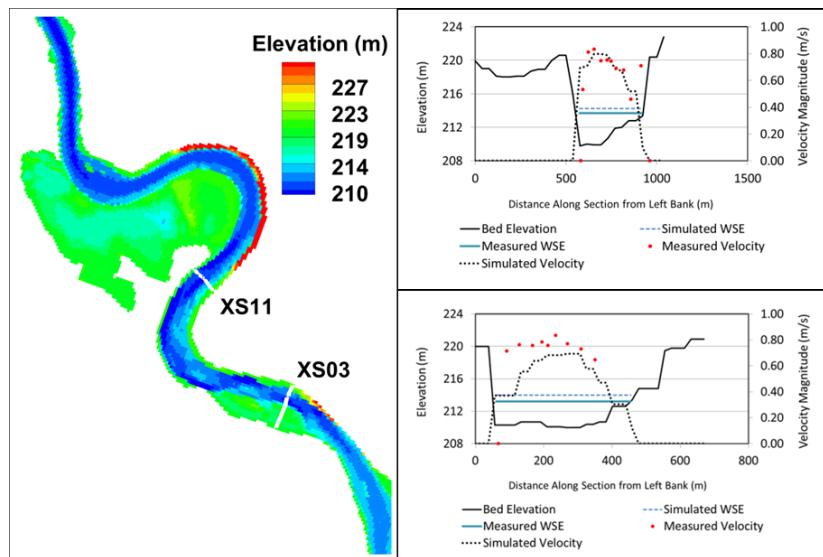 Elevation (m)
227
223
219
214
210
XS11
XS03
224
220
216
212
208
Elevation (m)
1.00
0.80
0.60
0.40
0.20
0.00
Velocity Magnitude (m/s)
0 500 1000 1500
Distance Along Section from Left Bank (m)
Bed Elevation Simulated WSE
Measured WSE Measured Velocity
Simulated Velocity
224
220
216
212
208
Elevation (m)
1.00
0.80
0.60
0.40
0.20
0.00
Velocity Magnitude (m/s)
0 200 400 600 800
Distance Along Section from Left Bank (m)
Bed Elevation Simulated WSE
Measured WSE Measured Velocity
Simulated Velocity